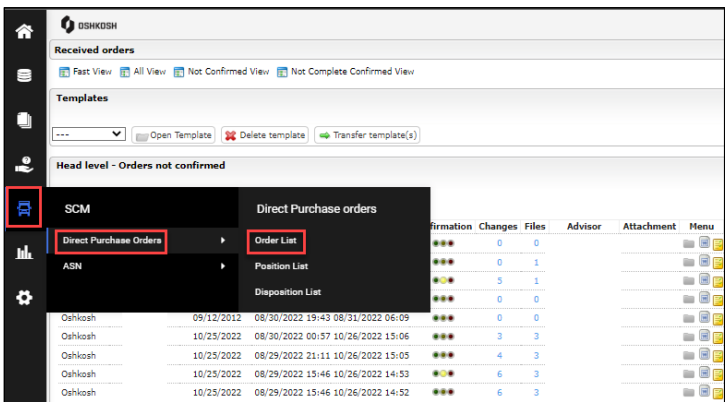 OSHKOSH
Received orders
Fast View All View Not Confirmed View Not Complete Confirmed View
Templates
--- Open Template Delete template Transfer template(s)
Head level - Orders not confirmed
SCM Direct Purchase orders
firmation Changes Files Advisor Attachment Menu
Direct Purchase Orders Order List 0 0
ASN Position List 0 1
5 1
Disposition List 0 0
Oshkosh 09/12/2012 08/30/2022 19:43 08/31/2022 06:09 0 0
Oshkosh 10/25/2022 08/30/2022 00:57 10/26/2022 15:06 3 3
Oshkosh 10/25/2022 08/29/2022 21:11 10/26/2022 15:05 4 3
Oshkosh 10/25/2022 08/29/2022 15:46 10/26/2022 14:53 6 3
Oshkosh 10/25/2022 08/29/2022 15:46 10/26/2022 14:52 6 3